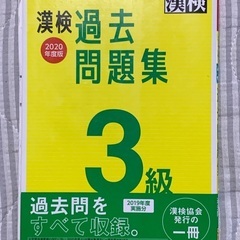 漢検
漢検 過去
2020年度版
問題集
3級
過去問を
すべて収録。
2019年度
実施分
漢検協会
発行の
一冊